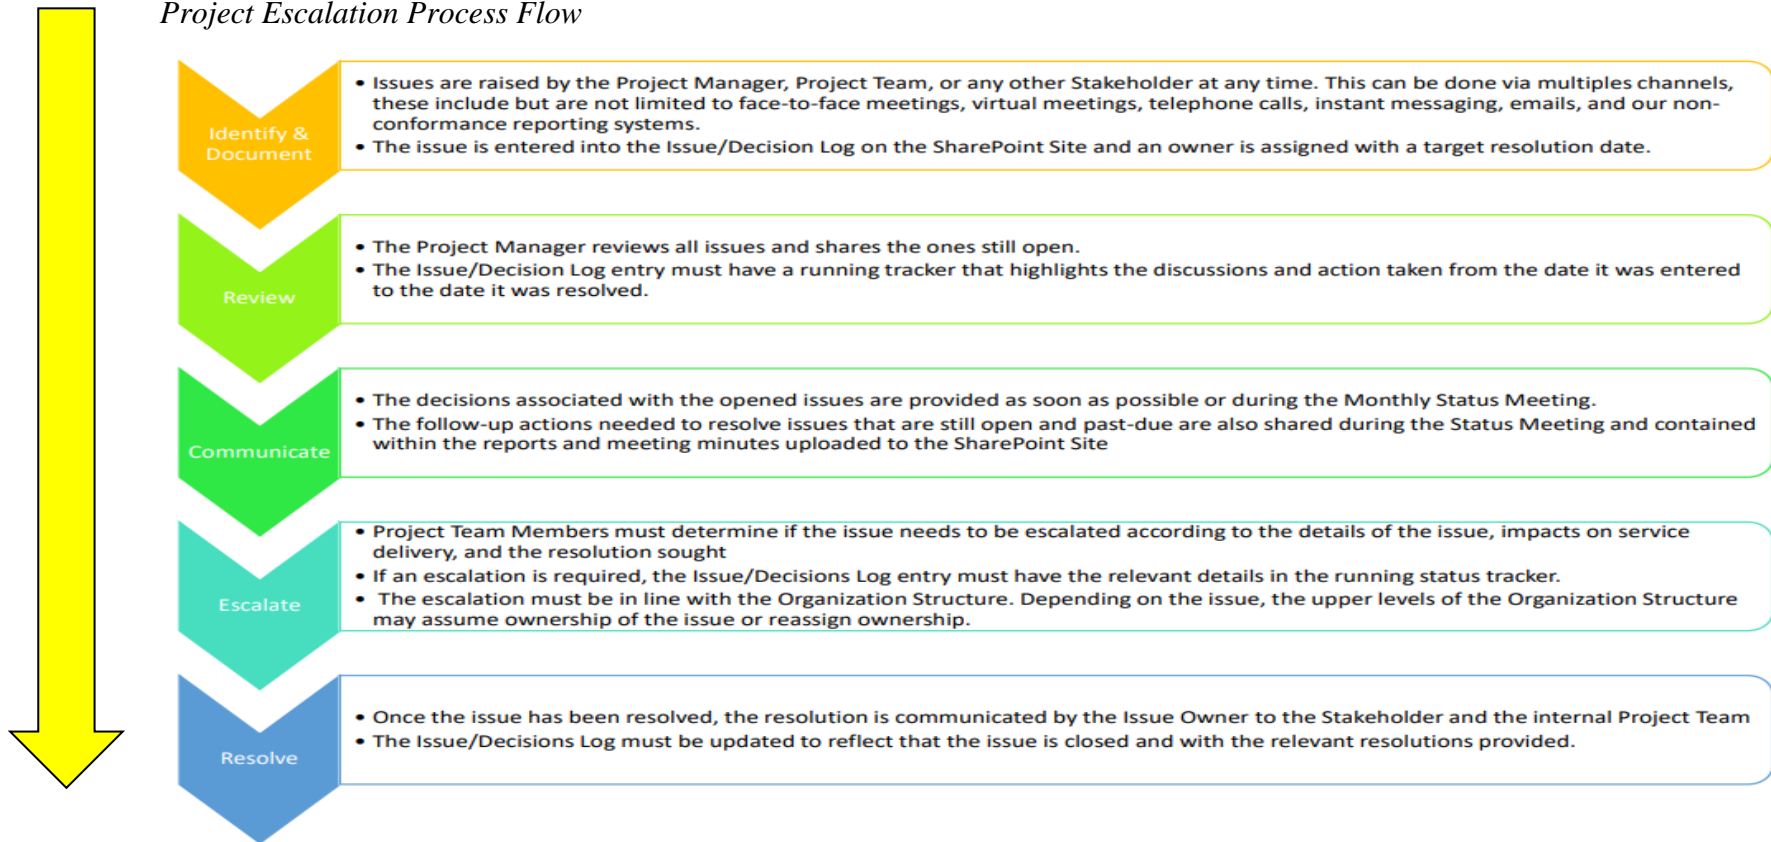 Project Escalation Process Flow
Identify &
Document
• Issues are raised by the Project Manager, Project Team, or any other Stakeholder at any time. This can be done via multiples channels,
these include but are not limited to face-to-face meetings, virtual meetings, telephone calls, instant messaging, emails, and our non-
conformance reporting systems.
• The issue is entered into the Issue/Decision Log on the SharePoint Site and an owner is assigned with a target resolution date.
Review
• The Project Manager reviews all issues and shares the ones still open.
• The Issue/Decision Log entry must have a running tracker that highlights the discussions and action taken from the date it was entered
to the date it was resolved.
Communicate
• The decisions associated with the opened issues are provided as soon as possible or during the Monthly Status Meeting.
• The follow-up actions needed to resolve issues that are still open and past-due are also shared during the Status Meeting and contained
within the reports and meeting minutes uploaded to the SharePoint Site
Escalate
• Project Team Members must determine if the issue needs to be escalated according to the details of the issue, impacts on service
delivery, and the resolution sought
• If an escalation is required, the Issue/Decisions Log entry must have the relevant details in the running status tracker.
• The escalation must be in line with the Organization Structure. Depending on the issue, the upper levels of the Organization Structure
may assume ownership of the issue or reassign ownership.
Resolve
• Once the issue has been resolved, the resolution is communicated by the Issue Owner to the Stakeholder and the internal Project Team
• The Issue/Decisions Log must be updated to reflect that the issue is closed and with the relevant resolutions provided.